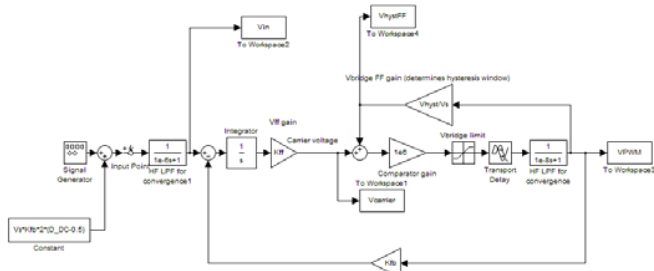 VhystFF
Vin
To Workspace4
To Workspace2
Vbridge FF gain (determines hysteresis window)
Vhyst/Vs
Vff gain
Integrator
Carrier voltage
Vbridge limit
1
1
1
Kff
1e6
VPWM
1e-6s+1
s
1e-8s+1
Signal
Generator
Input Point
HF LPF for
convergence1
Comparator gain
Transport
Delay
HF LPF for
convergence
To Workspace3
To Workspace1
Vcarrier
Vs*Kfb*2*(D_DC-0.5)
Constant
Kfb